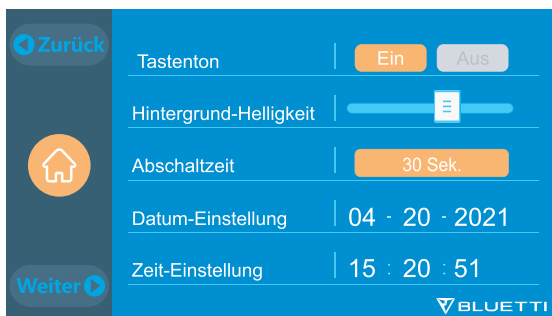 Zurück
Tastenton Ein Aus
Hintergrund-Helligkeit
Abschaltzeit 30 Sek.
Datum-Einstellung 04 - 20 - 2021
Zeit-Einstellung 15 : 20 : 51
Weiter
BLUETTI